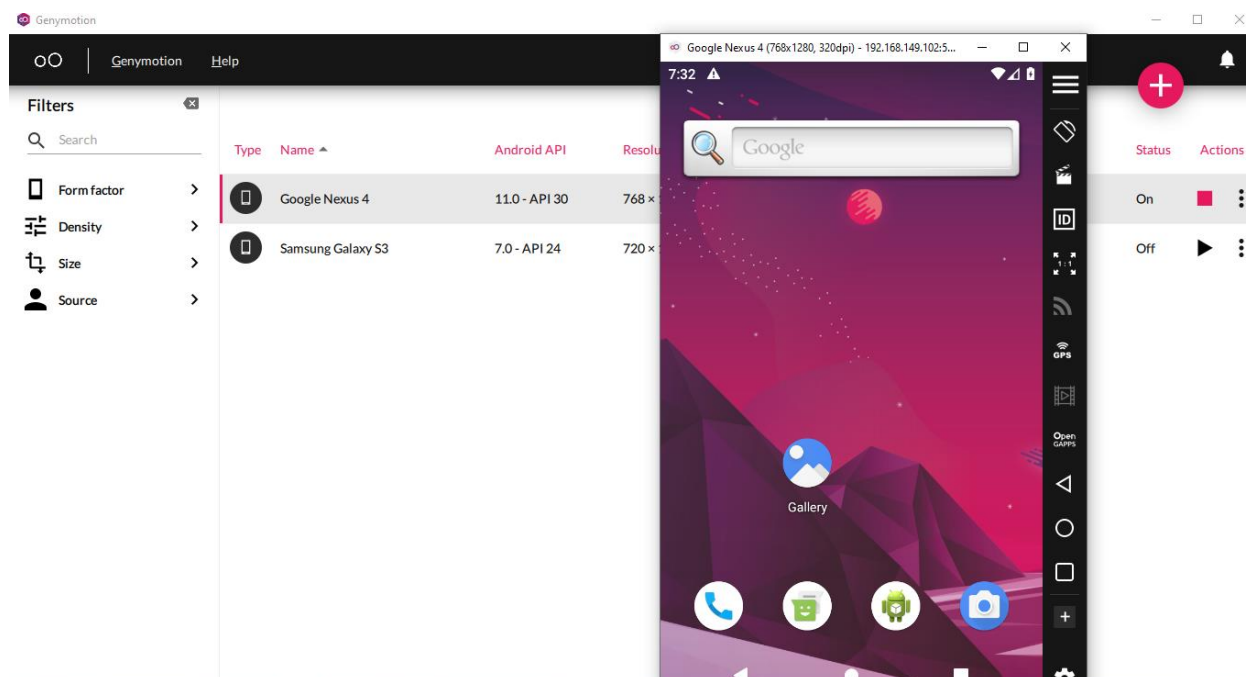 Genymotion
Genymotion Help
Google Nexus 4 (768x1280, 320dpi) - 192.168.149.102:5...
7:32
Filters
Search
Form factor
Density
Size
Source
Type Name Android API Resolu Status Actions
Google Nexus 4 11.0 - API 30 768 × On
Samsung Galaxy S3 7.0 - API 24 720 × Off
Google
Gallery
ID
1:1
GPS
Open
GAPPS